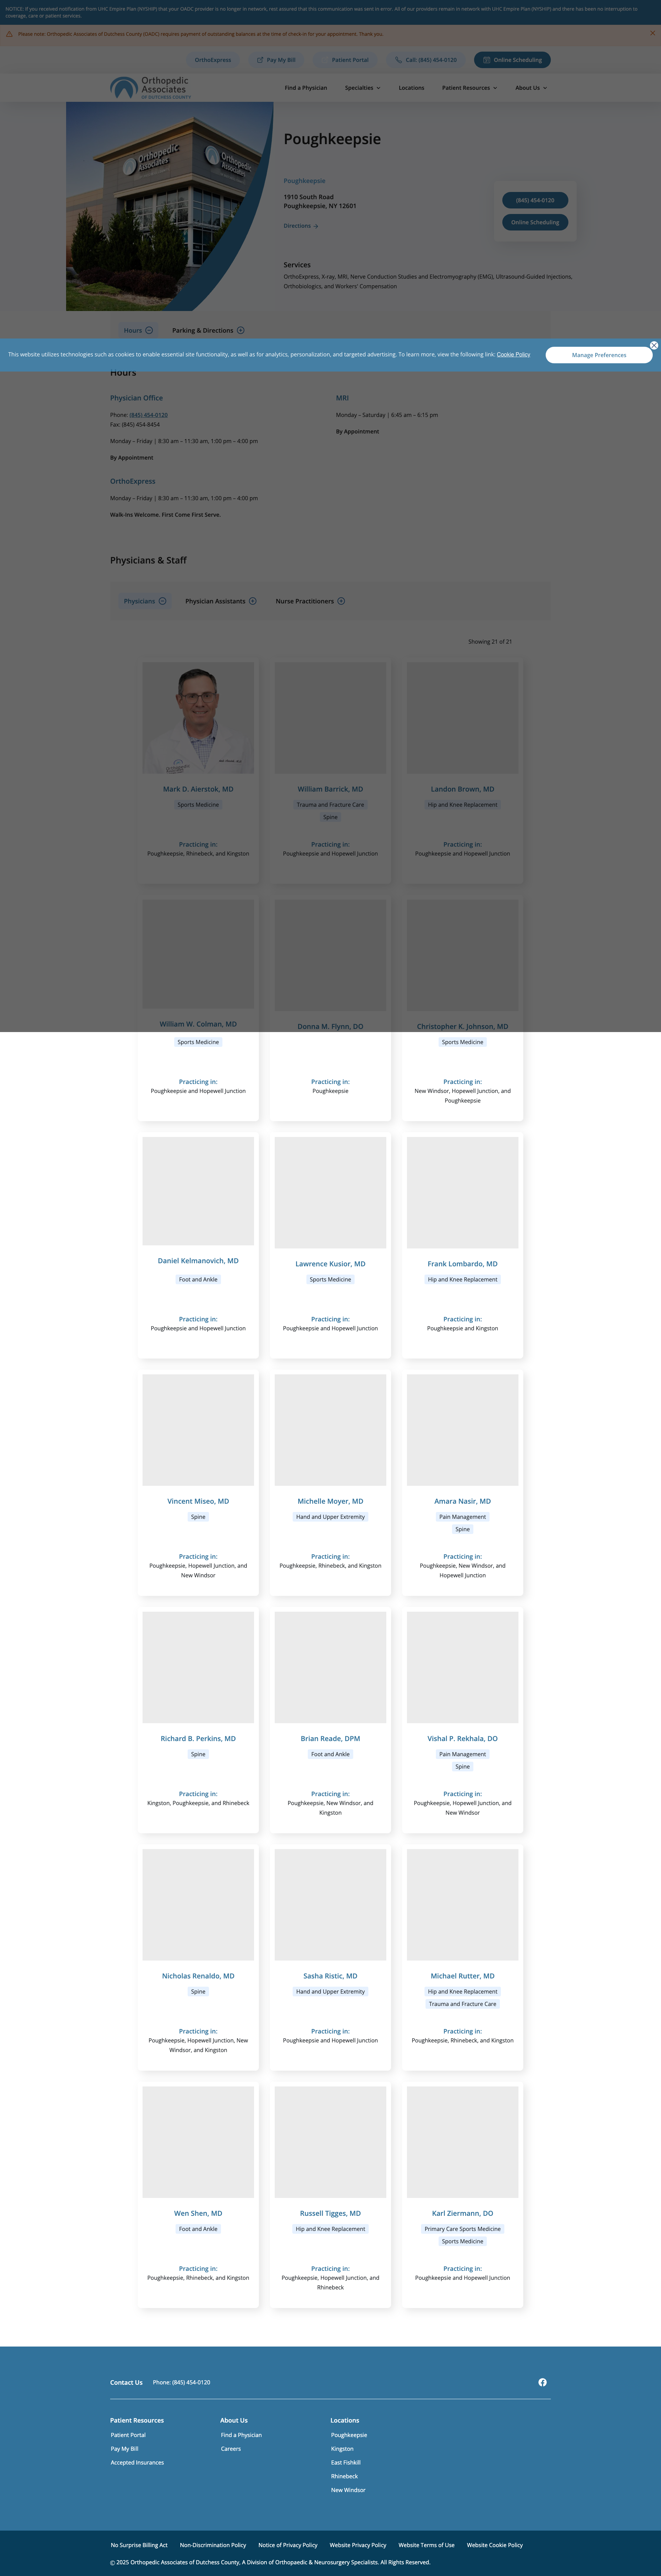 NOTICE: If you received notification from UHC Empire Plan (NYSHIP) that your OADC provider is no longer in network, rest assured that this communication was sent in error. All of our providers remain in network with UHC Empire Plan (NYSHIP) and there has been no interruption to
coverage, care or patient services
Please note: Orthopedic Associates of Dutchess County (OADC) requires payment of outstanding balances at the time of check-in for your appointment. Thank you.
OrthoExpress
Pay My Bill
Patient Portal
Call: (845) 454-0120
Online Scheduling
Orthopedic
Associates
OF DUTCHESS COUNTY
Find a Physician
Specialties
Locations
Patient Resources
About Us
Poughkeepsie
Poughkeepsie
1910 South Road
Poughkeepsie, NY 12601
Directions
(845) 454-0120
Online Scheduling
Services
OrthoExpress, X-ray, MRI, Nerve Conduction Studies and Electromyography (EMG), Ultrasound-Guided Injections,
Orthobiologics, and Workers' Compensation
Hours
Parking & Directions
This website utilizes technologies such as cookies to enable essential site functionality, as well as for analytics, personalization, and targeted advertising. To learn more, view the following link: Cookie Policy
Manage Preferences
Hours
Physician Office
Phone: (845) 454-0120
Fax: (845) 454-8454
Monday – Friday | 8:30 am – 11:30 am, 1:00 pm – 4:00 pm
By Appointment
MRI
Monday – Saturday | 6:45 am – 6:15 pm
By Appointment
OrthoExpress
Monday – Friday | 8:30 am – 11:30 am, 1:00 pm – 4:00 pm
Walk-Ins Welcome. First Come First Serve.
Physicians & Staff
Physicians
Physician Assistants
Nurse Practitioners
Showing 21 of 21
Mark D. Aierstok, MD
Sports Medicine
Practicing in:
Poughkeepsie, Rhinebeck, and Kingston
William Barrick, MD
Trauma and Fracture Care
Spine
Practicing in:
Poughkeepsie and Hopewell Junction
Landon Brown, MD
Hip and Knee Replacement
Practicing in:
Poughkeepsie and Hopewell Junction
William W. Colman, MD
Sports Medicine
Practicing in:
Poughkeepsie and Hopewell Junction
Donna M. Flynn, DO
Practicing in:
Poughkeepsie
Christopher K. Johnson, MD
Sports Medicine
Practicing in:
New Windsor, Hopewell Junction, and
Poughkeepsie
Daniel Kelmanovich, MD
Foot and Ankle
Practicing in:
Poughkeepsie and Hopewell Junction
Lawrence Kusior, MD
Sports Medicine
Practicing in:
Poughkeepsie and Hopewell Junction
Frank Lombardo, MD
Hip and Knee Replacement
Practicing in:
Poughkeepsie and Kingston
Vincent Miseo, MD
Spine
Practicing in:
Poughkeepsie, Hopewell Junction, and
New Windsor
Michelle Moyer, MD
Hand and Upper Extremity
Practicing in:
Poughkeepsie, Rhinebeck, and Kingston
Amara Nasir, MD
Pain Management
Spine
Practicing in:
Poughkeepsie, New Windsor, and
Hopewell Junction
Richard B. Perkins, MD
Spine
Practicing in:
Kingston, Poughkeepsie, and Rhinebeck
Brian Reade, DPM
Foot and Ankle
Practicing in:
Poughkeepsie, New Windsor, and
Kingston
Vishal P. Rekhala, DO
Pain Management
Spine
Practicing in:
Poughkeepsie, Hopewell Junction, and
New Windsor
Nicholas Renaldo, MD
Spine
Practicing in:
Poughkeepsie, Hopewell Junction, New
Windsor, and Kingston
Sasha Ristic, MD
Hand and Upper Extremity
Practicing in:
Poughkeepsie and Hopewell Junction
Michael Rutter, MD
Hip and Knee Replacement
Trauma and Fracture Care
Practicing in:
Poughkeepsie, Rhinebeck, and Kingston
Wen Shen, MD
Foot and Ankle
Practicing in:
Poughkeepsie, Rhinebeck, and Kingston
Russell Tigges, MD
Hip and Knee Replacement
Practicing in:
Poughkeepsie, Hopewell Junction, and
Rhinebeck
Karl Ziermann, DO
Primary Care Sports Medicine
Sports Medicine
Practicing in:
Poughkeepsie and Hopewell Junction
Contact Us
Phone: (845) 454-0120
Patient Resources
Patient Portal
Pay My Bill
Accepted Insurances
About Us
Find a Physician
Careers
Locations
Poughkeepsie
Kingston
East Fishkill
Rhinebeck
New Windsor
No Surprise Billing Act
Non-Discrimination Policy
Notice of Privacy Policy
Website Privacy Policy
Website Terms of Use
Website Cookie Policy
© 2025 Orthopedic Associates of Dutchess County, A Division of Orthopaedic & Neurosurgery Specialists. All Rights Reserved.